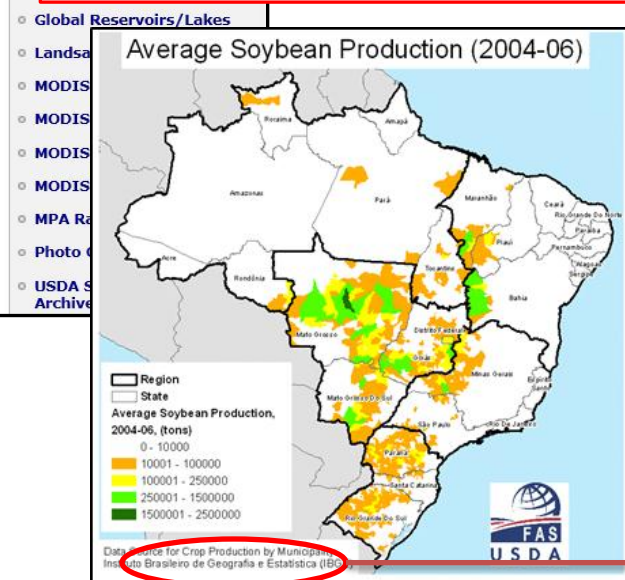 Global Reservoirs/Lakes
Landsa
MODIS
MODIS
MODIS
MODIS
MPA Ra
Photo
USDA S
Archive
Average Soybean Production (2004-06)
Roraima
Amapá
Amazonas
Pará
Maranhão
Ceará
Rio Grande Do Norte
Paraíba
Piauí
Pernambuco
Acre
Alagoas
Sergipe
Tocantins
Rondônia
Bahia
Mato Grosso
Distrito Federal
Goiás
Minas Gerais
Espírito
Santo
Mato Grosso Do Sul
São Paulo
Rio De Janeiro
Paraná
Santa Catarina
Rio Grande Do Sul
Region
State
Average Soybean Production,
2004-06, (tons)
0 - 10000
10001 - 100000
100001 - 250000
250001 - 1500000
1500001 - 2500000
Data Source for Crop Production by Municipality
Instituto Brasileiro de Geografia e Estatística (IBG
FAS
USDA